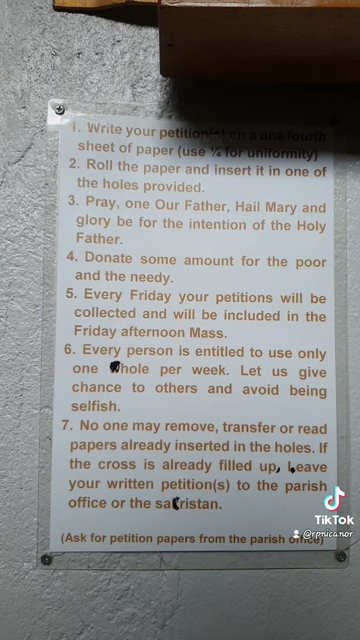 1. Write your petition(s) on a one fourth
sheet of paper (use ¼ for uniformity)
2. Roll the paper and insert it in one of
the holes provided.
3. Pray, one Our Father, Hail Mary and
glory be for the intention of the Holy
Father.
4. Donate some amount for the poor
and the needy.
5. Every Friday your petitions will be
collected and will be included in the
Friday afternoon Mass.
6. Every person is entitled to use only
one hole per week. Let us give
chance to others and avoid being
selfish.
7. No one may remove, transfer or read
papers already inserted in the holes. If
the cross is already filled up, leave
your written petition(s) to the parish
office or the sacristan.
(Ask for petition papers from the parish office)
TikTok
@rpnicanor